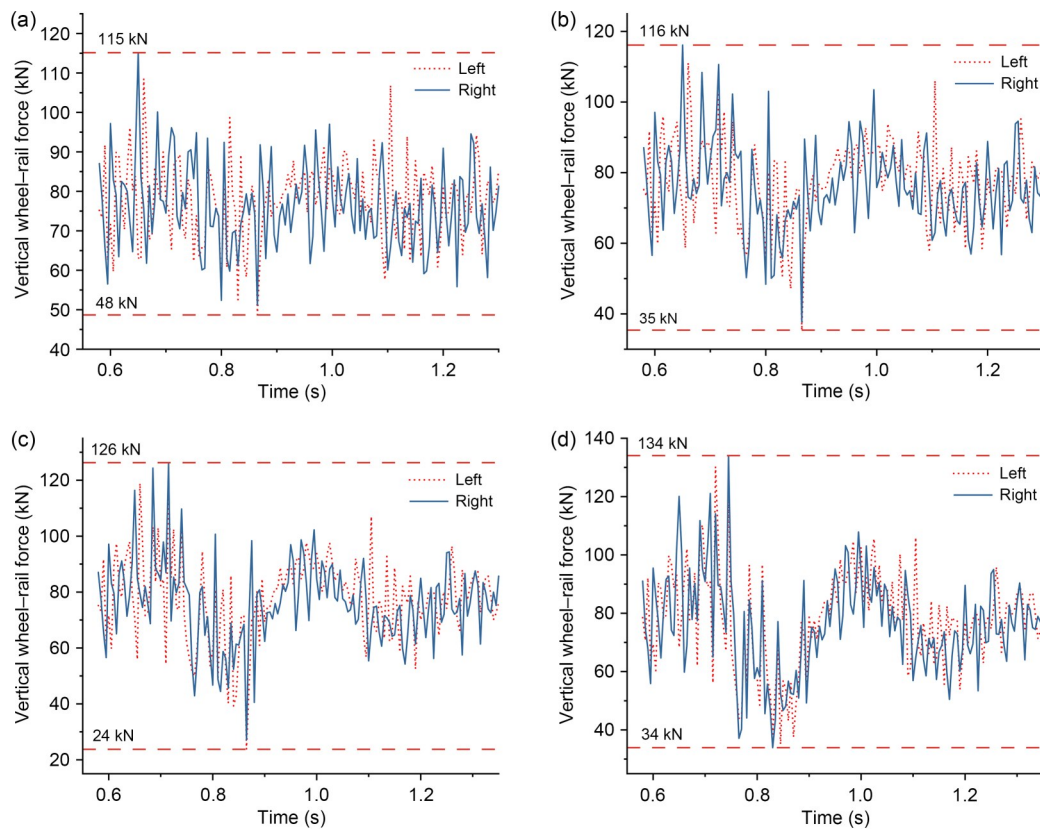 (a)
115 kN
Left
Right
48 kN
Vertical wheel–rail force (kN)
120
110
100
90
80
70
60
50
40
0.6
0.8
1.0
1.2
Time (s)
(b)
116 kN
Left
Right
35 kN
Vertical wheel–rail force (kN)
120
100
80
60
40
0.6
0.8
1.0
1.2
Time (s)
(c)
126 kN
Left
Right
24 kN
Vertical wheel–rail force (kN)
120
100
80
60
40
20
0.6
0.8
1.0
1.2
Time (s)
(d)
134 kN
Left
Right
34 kN
Vertical wheel–rail force (kN)
140
120
100
80
60
40
0.6
0.8
1.0
1.2
Time (s)